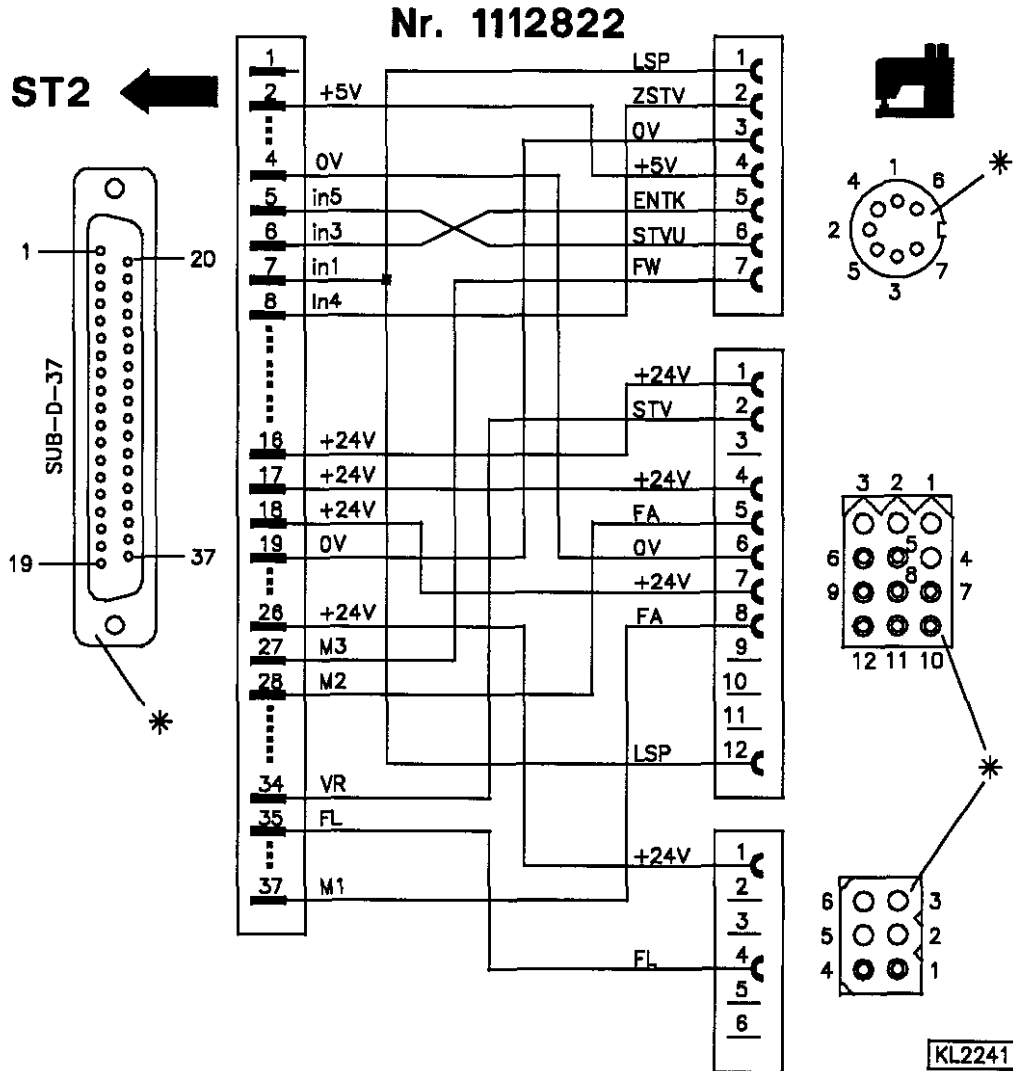 Nr. 1112822
ST2
1
2 +5V
4 0V
5 in5
6 in3
7 in1
8 In4
16 +24V
17 +24V
18 +24V
19 0V
26 +24V
27 M3
28 M2
34 VR
35 FL
37 M1
1
20
SUB-D-37
19
37
*
LSP 1
ZSTV 2
0V 3
+5V 4
ENTK 5
STVU 6
FW 7
+24V 1
STV 2
3
+24V 4
FA 5
0V 6
+24V 7
FA 8
9
10
11
LSP 12
+24V 1
2
3
FL 4
5
6
1
4 6
*
2
5 7
3
3 2 1
6 5 4
9 8 7
12 11 10
*
6 3
5 2
4 1
KL2241